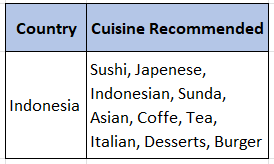 Country Cuisine Recommended
Indonesia
Sushi, Japenese,
Indonesian, Sunda,
Asian, Coffe, Tea,
Italian, Desserts, Burger